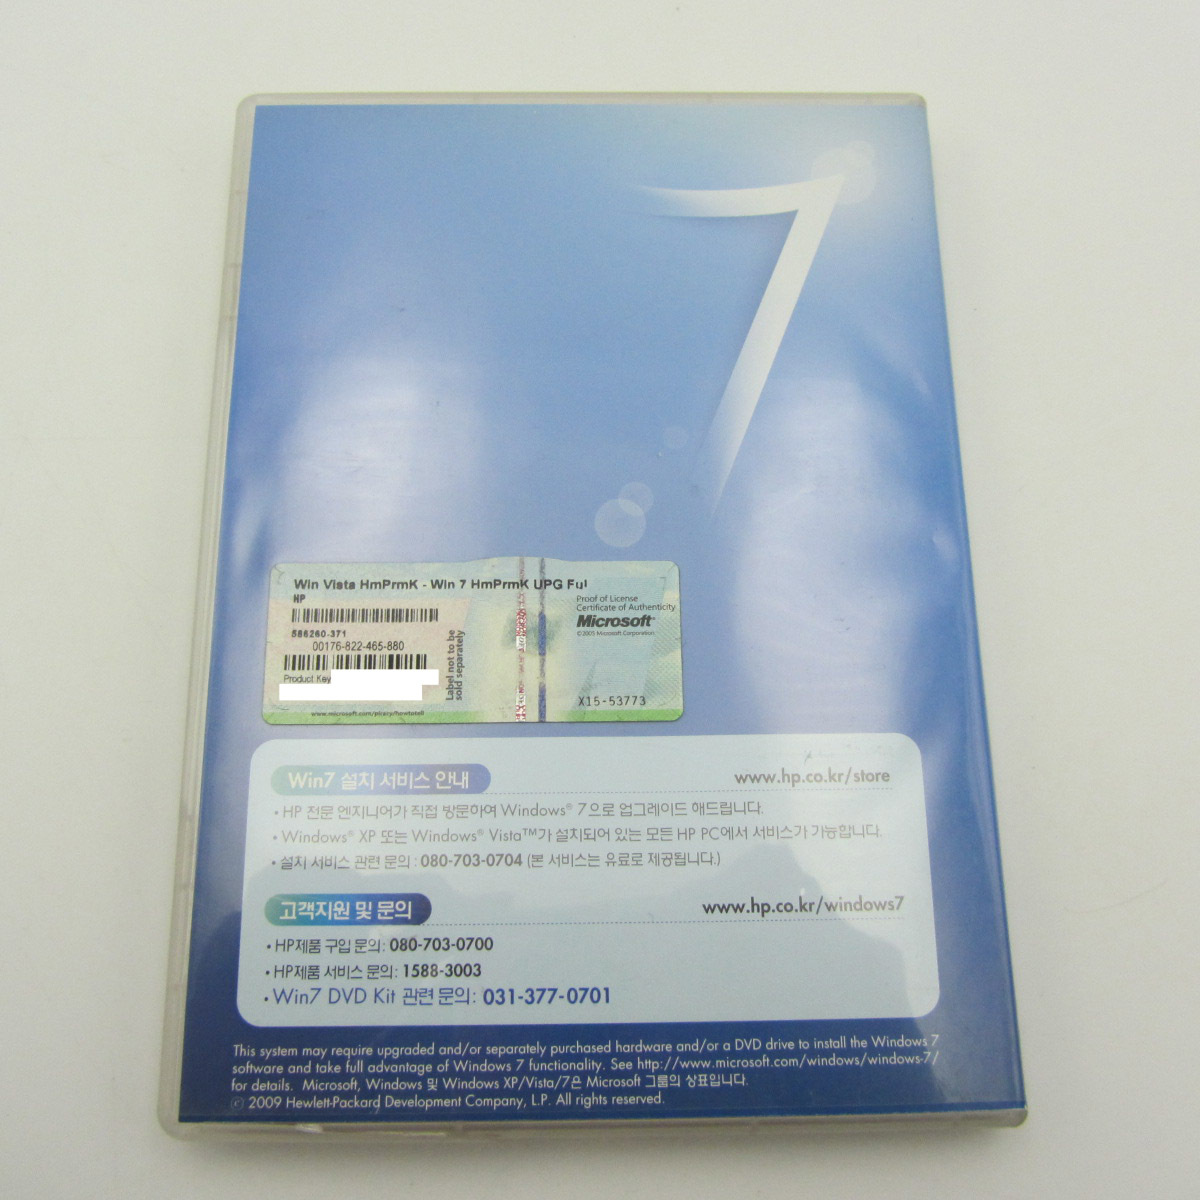 7
Win Vista HmPrmK - Win 7 HmPrmK UPG Ful
HP
Proof of License
Certificate of Authenticity
Microsoft®
©2005 Microsoft Corporation.
586260-371
00176-822-465-880
Label not to be
sold separately
Product Key
X15-53773
www.microsoft.com/piracy/howtotell
Win7 설치 서비스 안내
www.hp.co.kr/store
• HP 전문 엔지니어가 직접 방문하여 Windows® 7으로 업그레이드 해드립니다.
• Windows® XP 또는 Windows® Vista™가 설치되어 있는 모든 HP PC에서 서비스가 가능합니다.
• 설치 서비스 관련 문의 : 080-703-0704 (본 서비스는 유료로 제공됩니다.)
고객지원 및 문의
www.hp.co.kr/windows7
• HP제품 구입 문의: 080-703-0700
• HP제품 서비스 문의: 1588-3003
• Win7 DVD Kit 관련 문의: 031-377-0701
This system may require upgraded and/or separately purchased hardware and/or a DVD drive to install the Windows 7
software and take full advantage of Windows 7 functionality. See http://www.microsoft.com/windows/windows-7/
for details. Microsoft, Windows 및 Windows XP/Vista/7은 Microsoft 그룹의 상표입니다.
© 2009 Hewlett-Packard Development Company, L.P. All rights reserved.